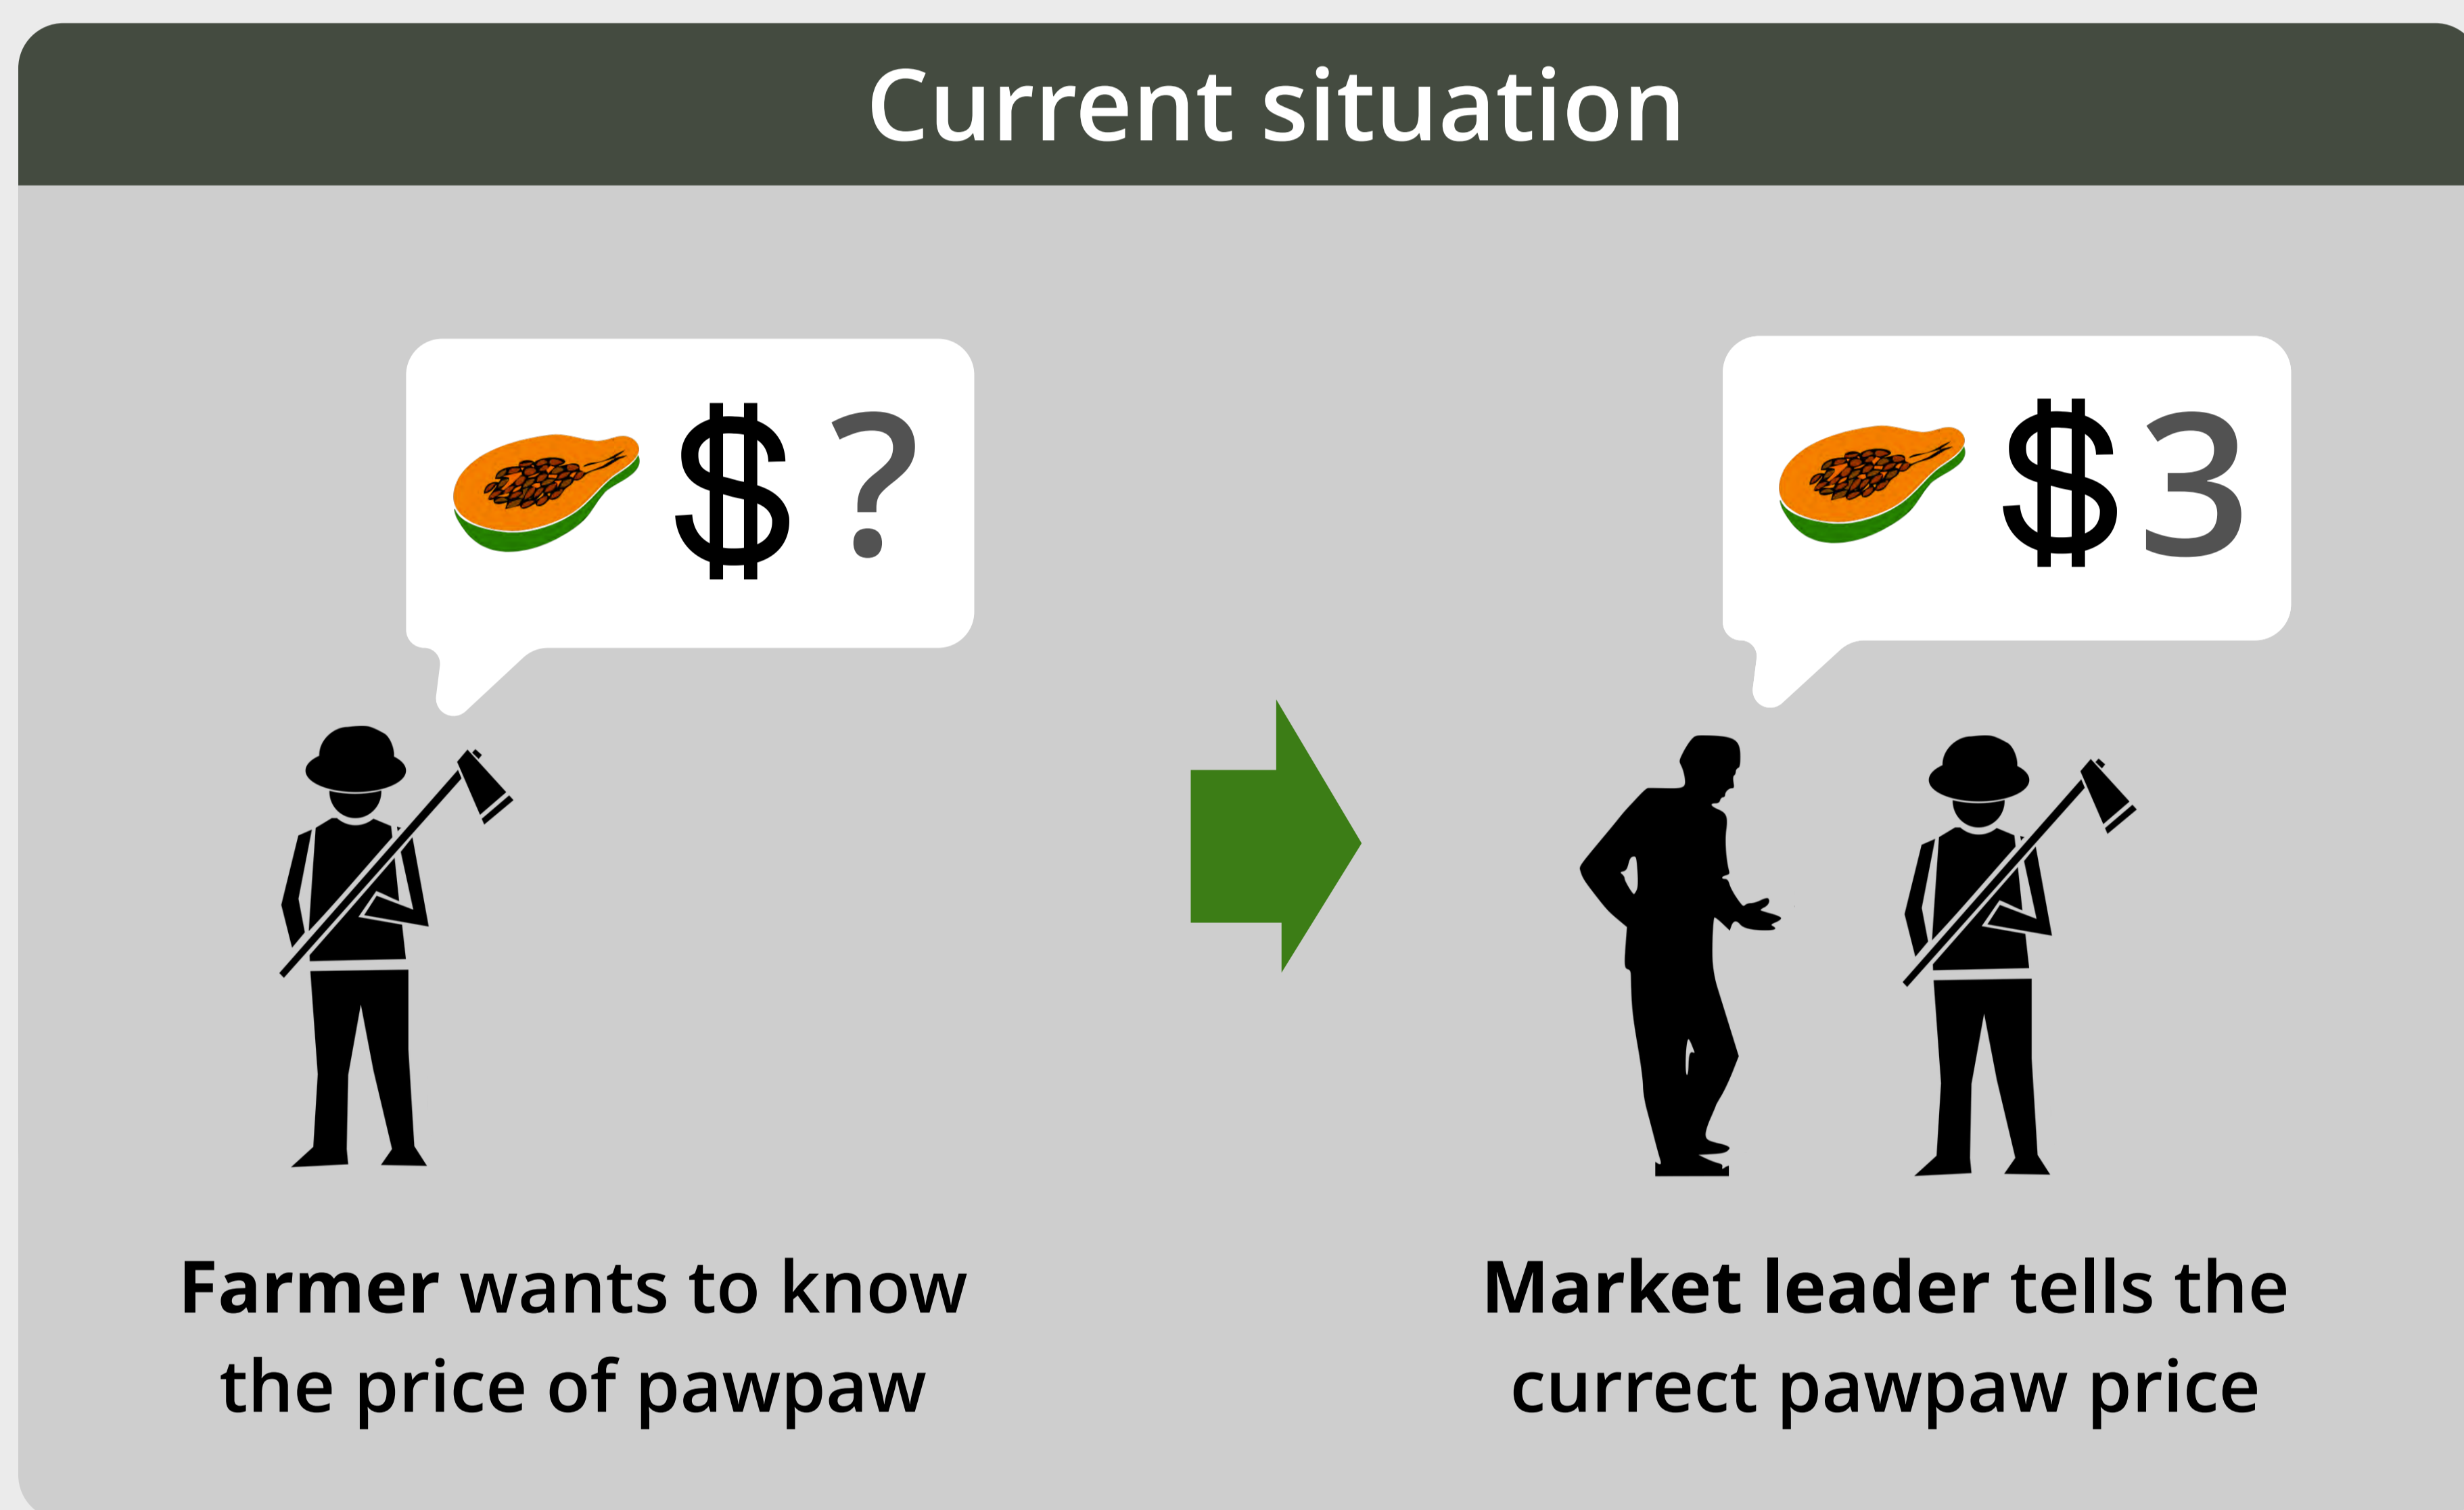 Current situation
$ ?
$3
Farmer wants to know
the price of pawpaw
Market leader tells the
currect pawpaw price